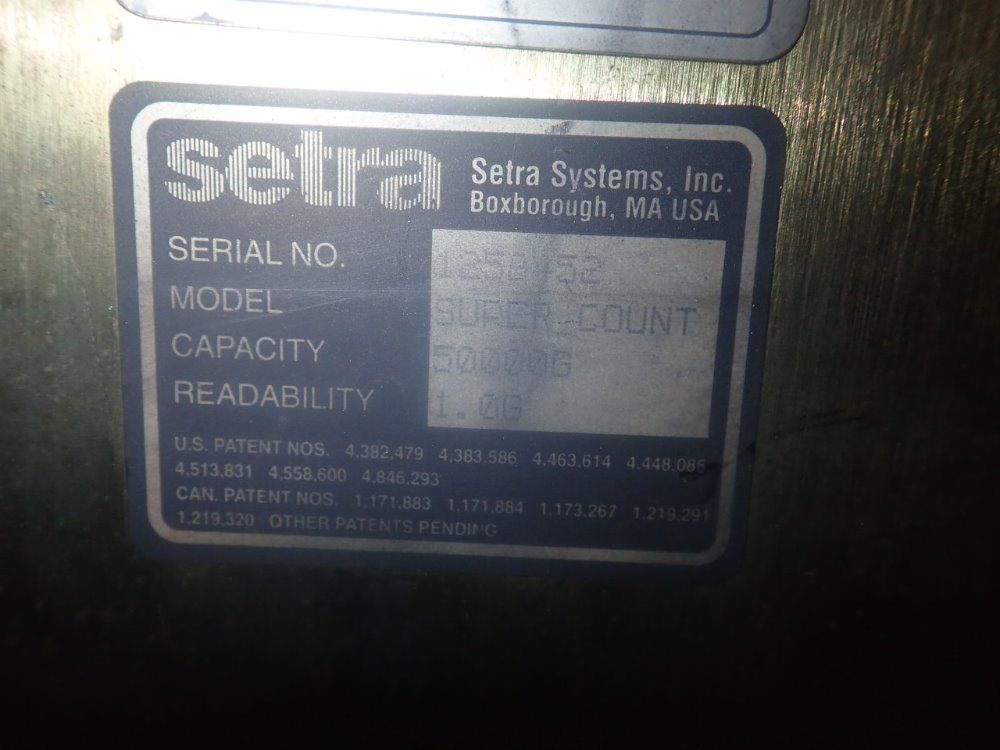 setra
Setra Systems, Inc.
Boxborough, MA USA
SERIAL NO.
MODEL SUPER COUNT
CAPACITY 50000G
READABILITY 1.0G
U.S. PATENT NOS. 4,382,479 4,383,586 4,463,614 4,448,085
4,513,831 4,558,600 4,846,293
CAN. PATENT NOS. 1,171,883 1,171,884 1,173,267 1,219,291
1,219,320 OTHER PATENTS PENDING